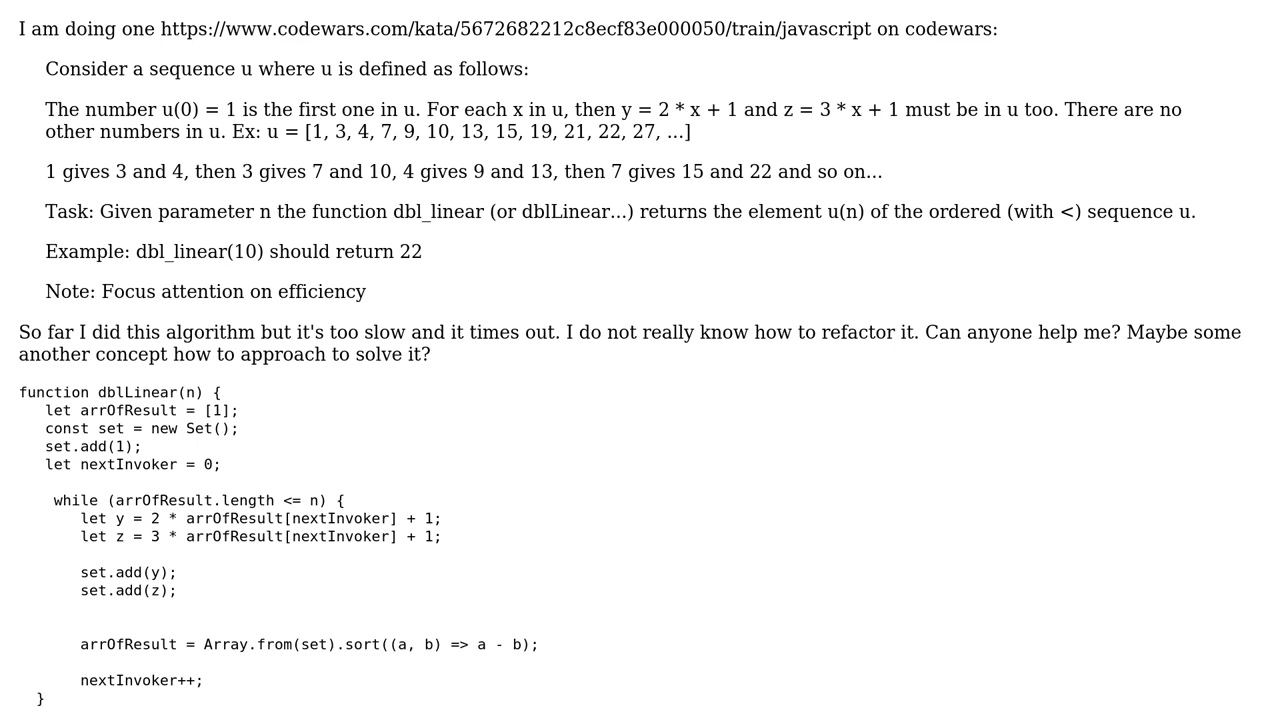 I am doing one https://www.codewars.com/kata/5672682212c8ecf83e000050/train/javascript on codewars:
Consider a sequence u where u is defined as follows:
The number u(0) = 1 is the first one in u. For each x in u, then y = 2 * x + 1 and z = 3 * x + 1 must be in u too. There are no
other numbers in u. Ex: u = [1, 3, 4, 7, 9, 10, 13, 15, 19, 21, 22, 27, ...]
1 gives 3 and 4, then 3 gives 7 and 10, 4 gives 9 and 13, then 7 gives 15 and 22 and so on...
Task: Given parameter n the function dbl_linear (or dblLinear...) returns the element u(n) of the ordered (with <) sequence u.
Example: dbl_linear(10) should return 22
Note: Focus attention on efficiency
So far I did this algorithm but it's too slow and it times out. I do not really know how to refactor it. Can anyone help me? Maybe some
another concept how to approach to solve it?
function dblLinear(n) {
   let arrOfResult = [1];
   const set = new Set();
   set.add(1);
   let nextInvoker = 0;
    while (arrOfResult.length <= n) {
       let y = 2 * arrOfResult[nextInvoker] + 1;
       let z = 3 * arrOfResult[nextInvoker] + 1;
       set.add(y);
       set.add(z);
       arrOfResult = Array.from(set).sort((a, b) => a - b);
       nextInvoker++;
  }